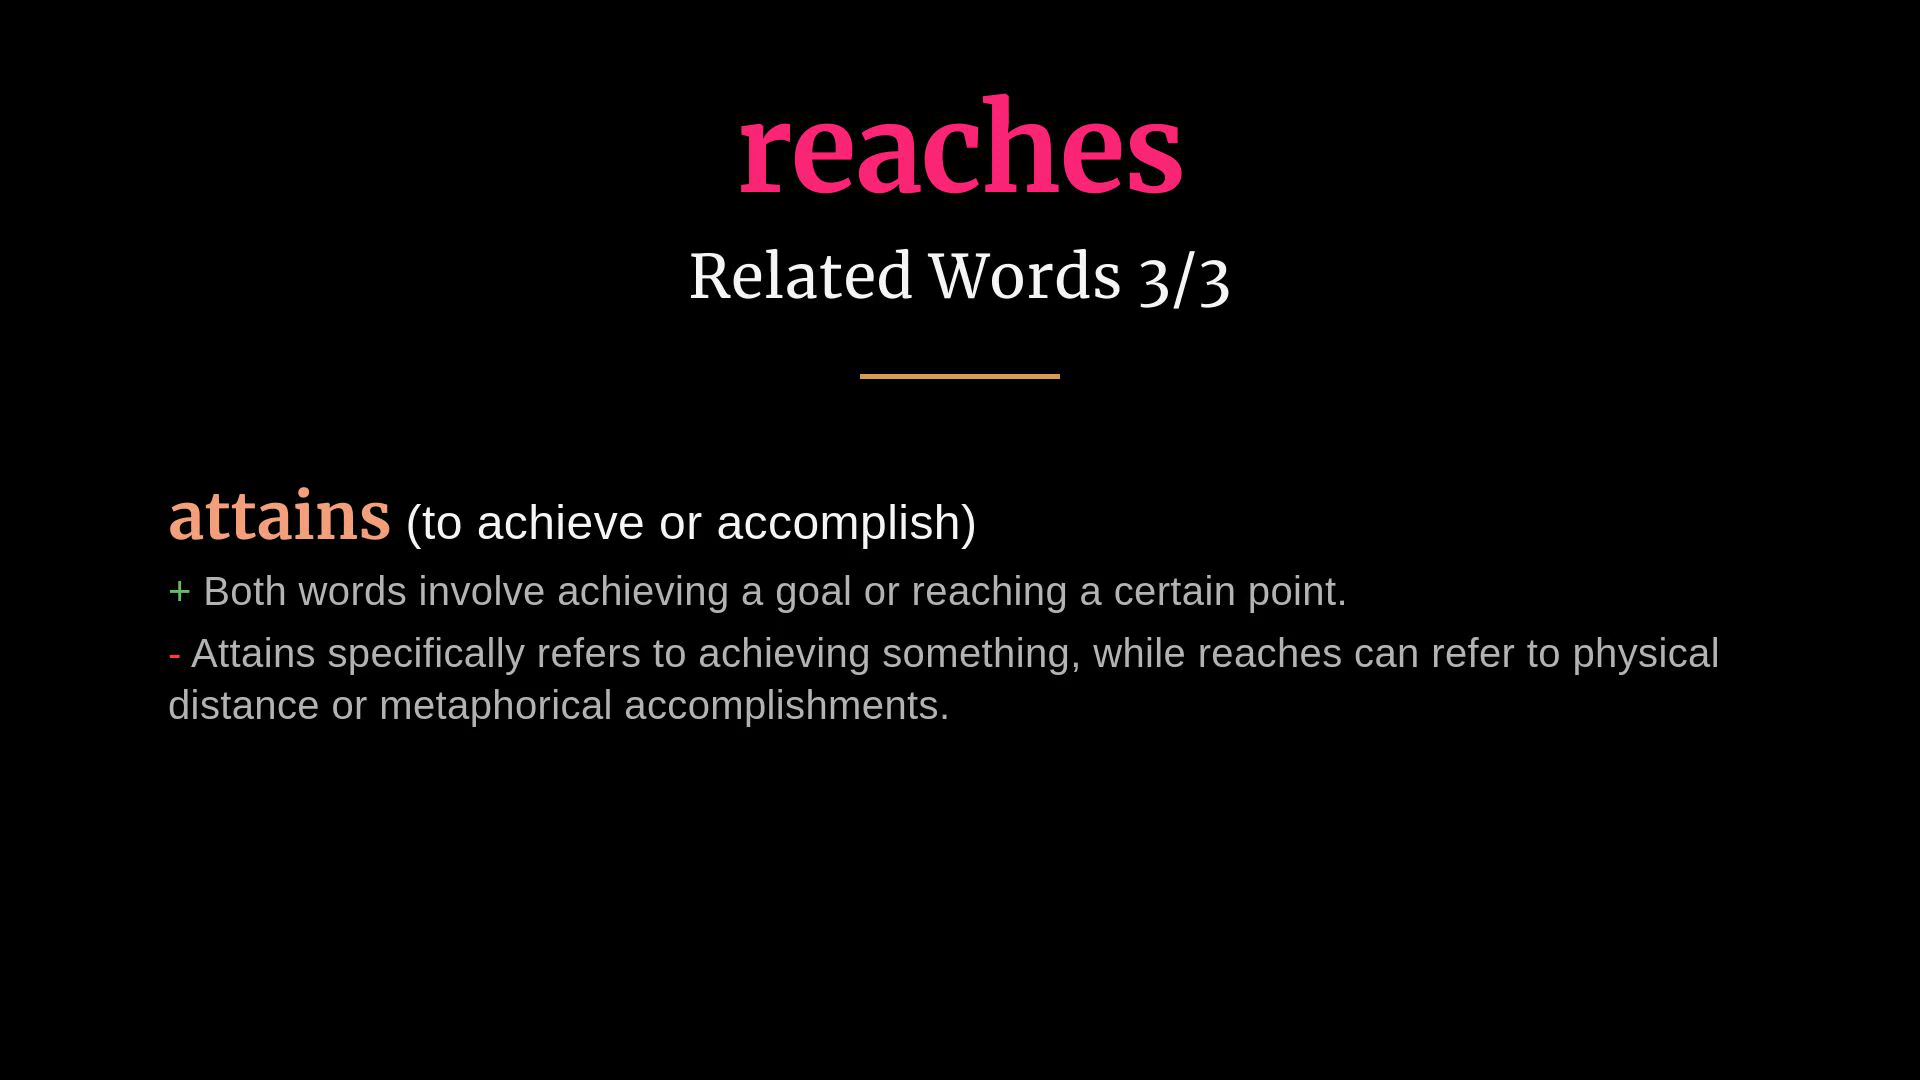 reaches
Related Words 3/3
attains (to achieve or accomplish)
+ Both words involve achieving a goal or reaching a certain point.
- Attains specifically refers to achieving something, while reaches can refer to physical
distance or metaphorical accomplishments.